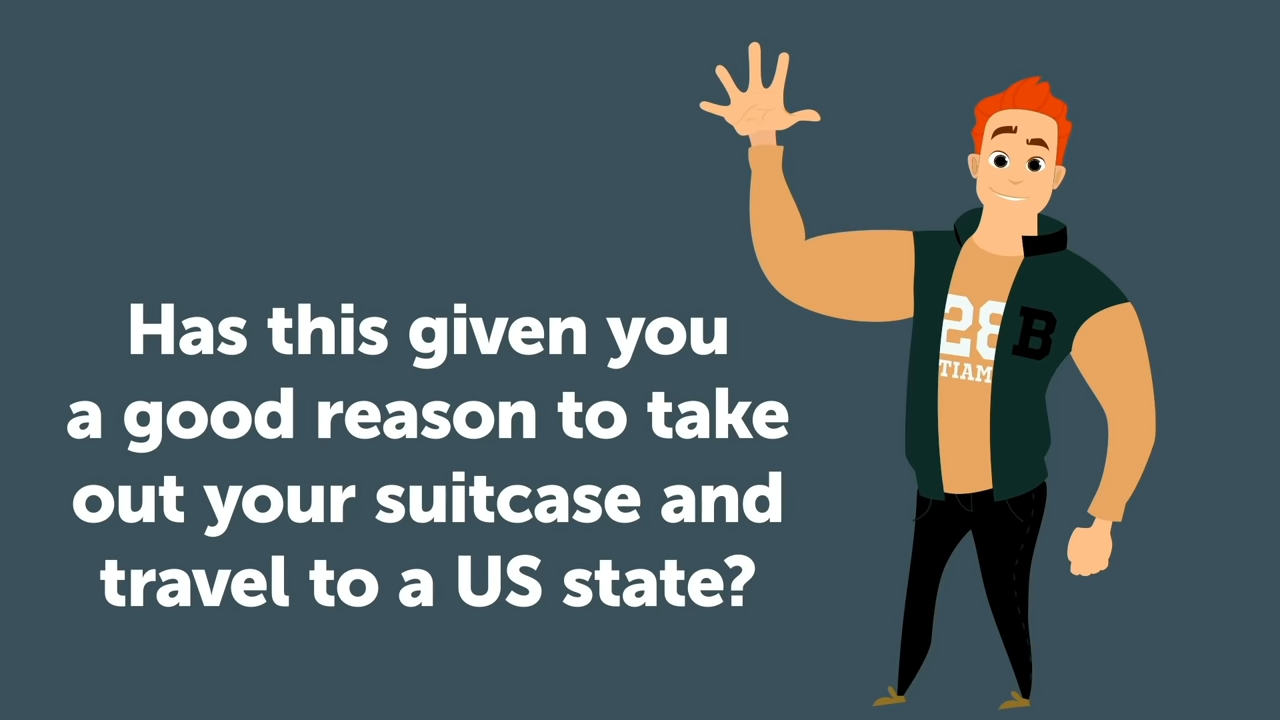 Has this given you
a good reason to take
out your suitcase and
travel to a US state?
28
TIAM
B